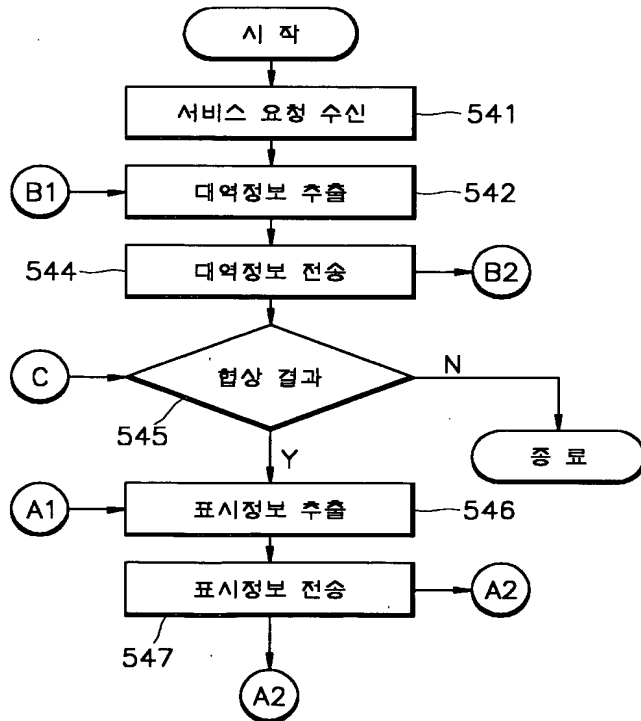 시 작
서비스 요청 수신
541
B1
대역정보 추출
542
544
대역정보 전송
B2
C
협상 결과
N
545
종 료
Y
A1
표시정보 추출
546
표시정보 전송
A2
547
A2